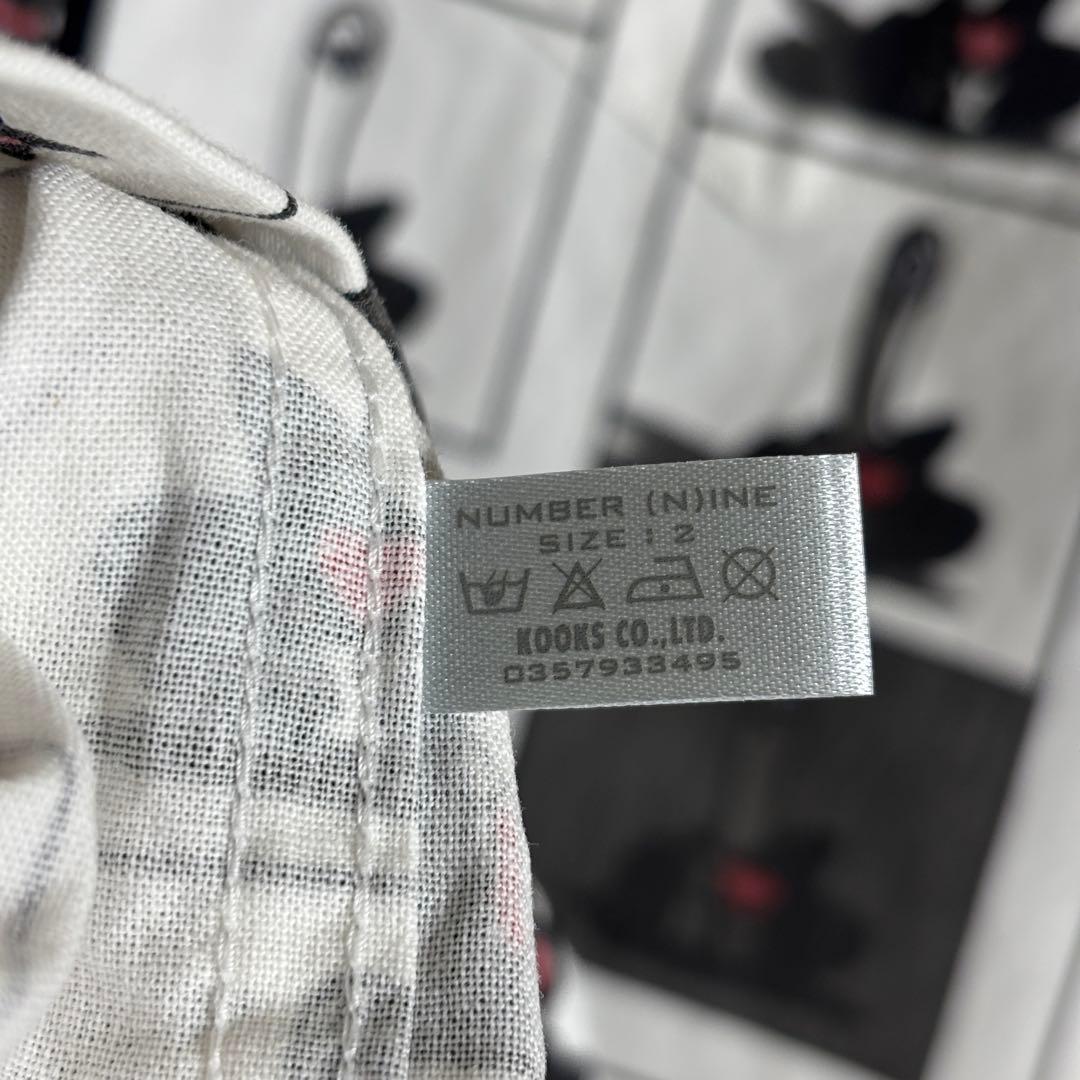 NUMBER (N)INE
SIZE : 2
KOOKS CO.,LTD.
0357933495